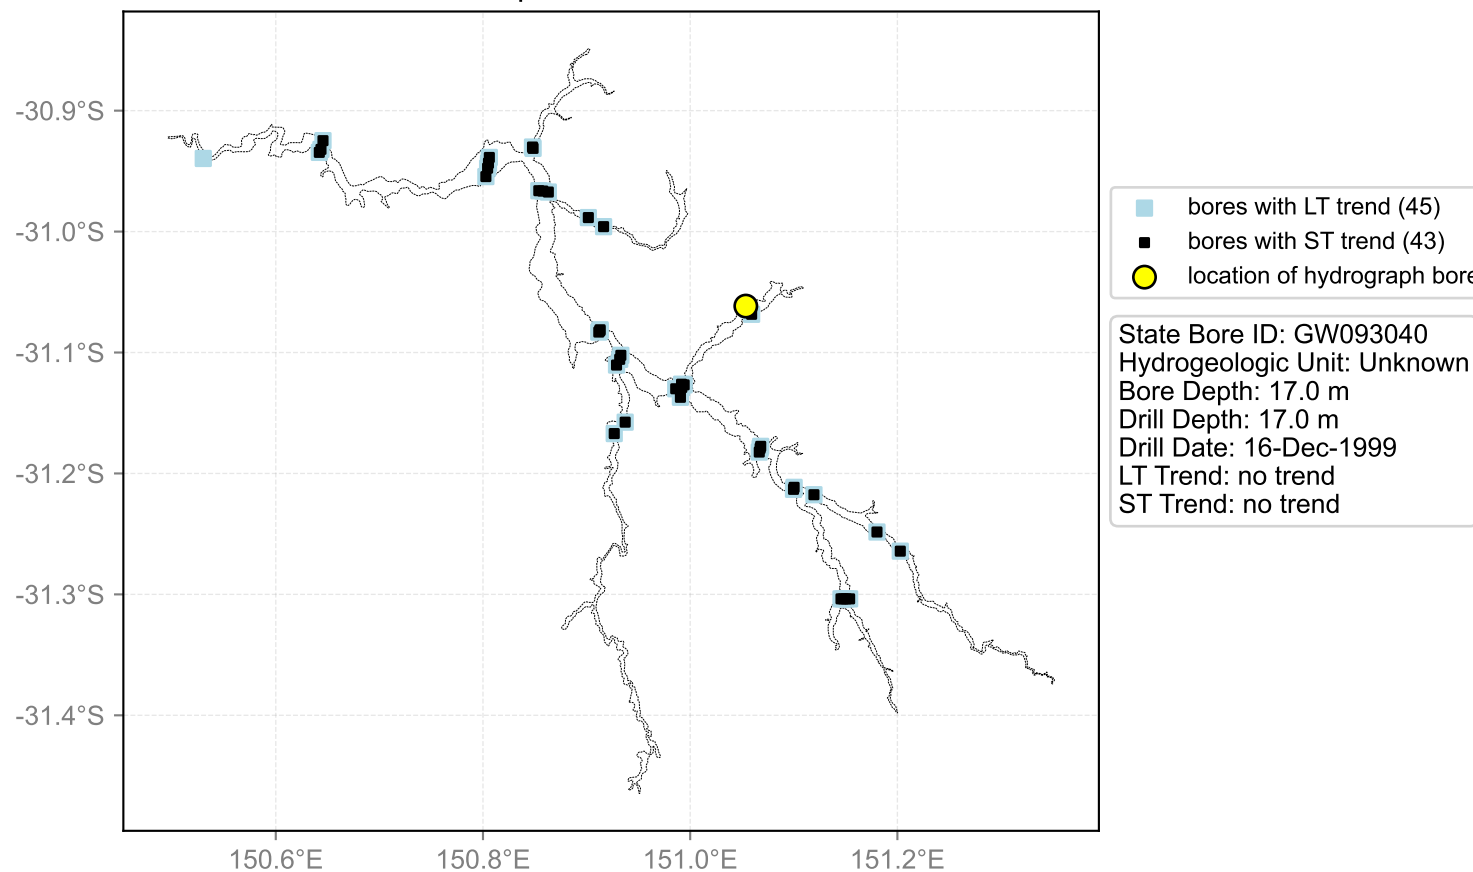 -30.9°S
-31.0°S
-31.1°S
-31.2°S
-31.3°S
-31.4°S
150.6°E
150.8°E
151.0°E
151.2°E
bores with LT trend (45)
bores with ST trend (43)
location of hydrograph bore
State Bore ID: GW093040
Hydrogeologic Unit: Unknown
Bore Depth: 17.0 m
Drill Depth: 17.0 m
Drill Date: 16-Dec-1999
LT Trend: no trend
ST Trend: no trend